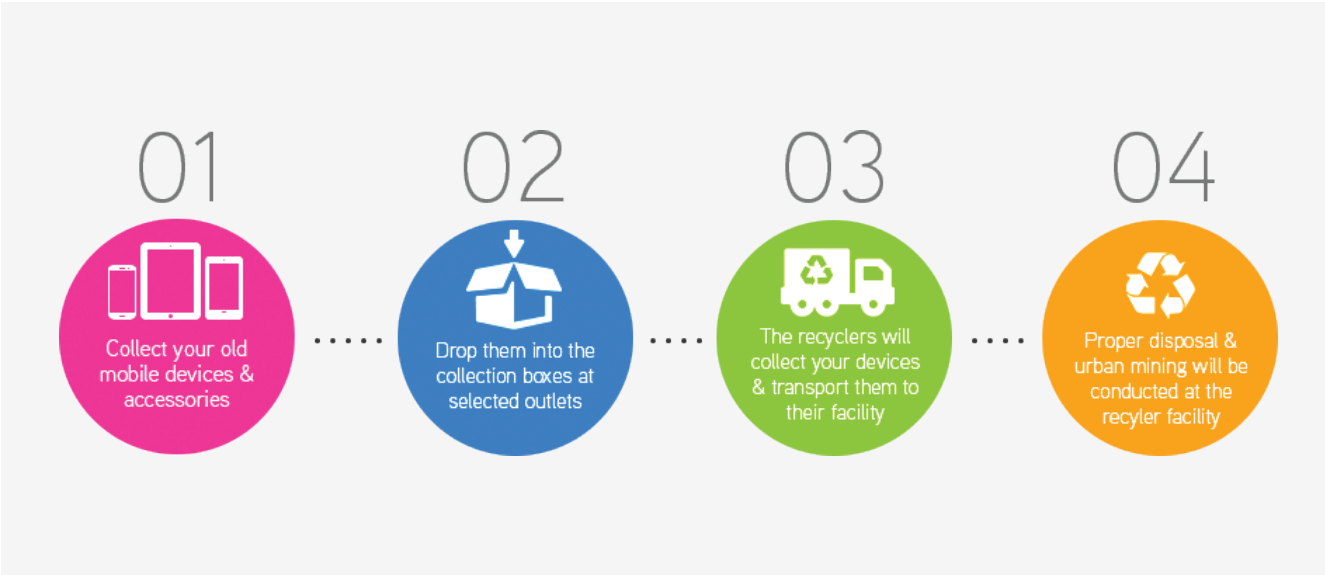 01
Collect your old
mobile devices &
accessories
02
Drop them into the
collection boxes at
selected outlets
03
The recyclers will
collect your devices
& transport them to
their facility
04
Proper disposal &
urban mining will be
conducted at the
recyler facility